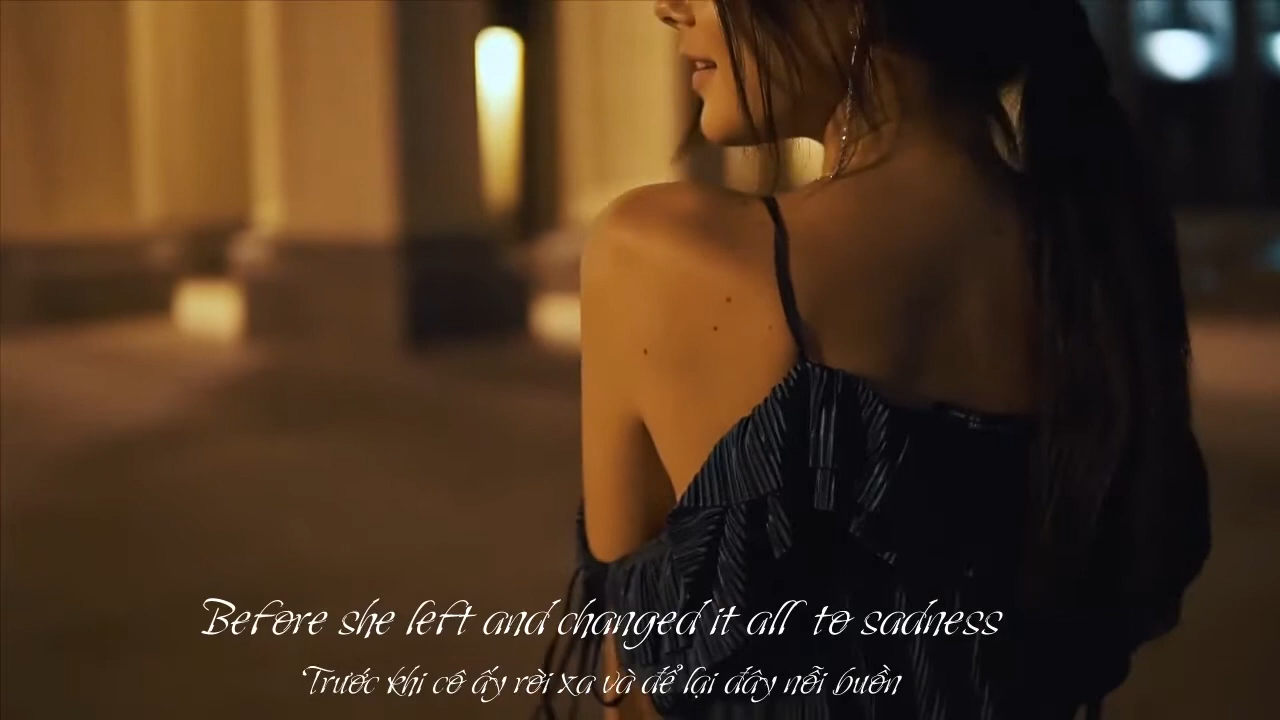 Before she left and changed it all to sadness
Trước khi cô ấy rời xa và để lại đây nỗi buồn